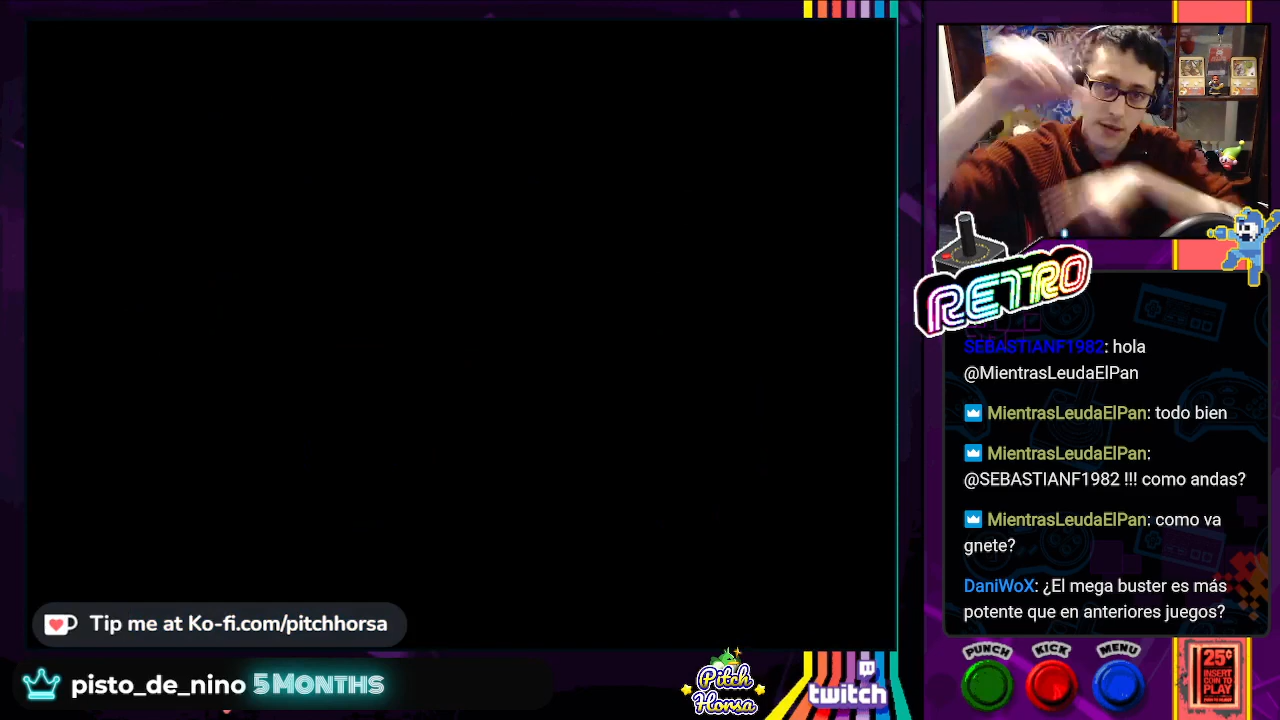 RETRO
SEBASTIANF1982: hola
@MientrasLeudaElPan
MientrasLeudaElPan: todo bien
MientrasLeudaElPan:
@SEBASTIANF1982 !!! como andas?
MientrasLeudaElPan: como va
gnete?
DaniWoX: ¿El mega buster es más
potente que en anteriores juegos?
Tip me at Ko-fi.com/pitchhorsa
pisto_de_nino 5 MONTHS
Pitch
Horsa
twitch
PUNCH KICK MENU
25¢
INSERT
COIN TO
PLAY